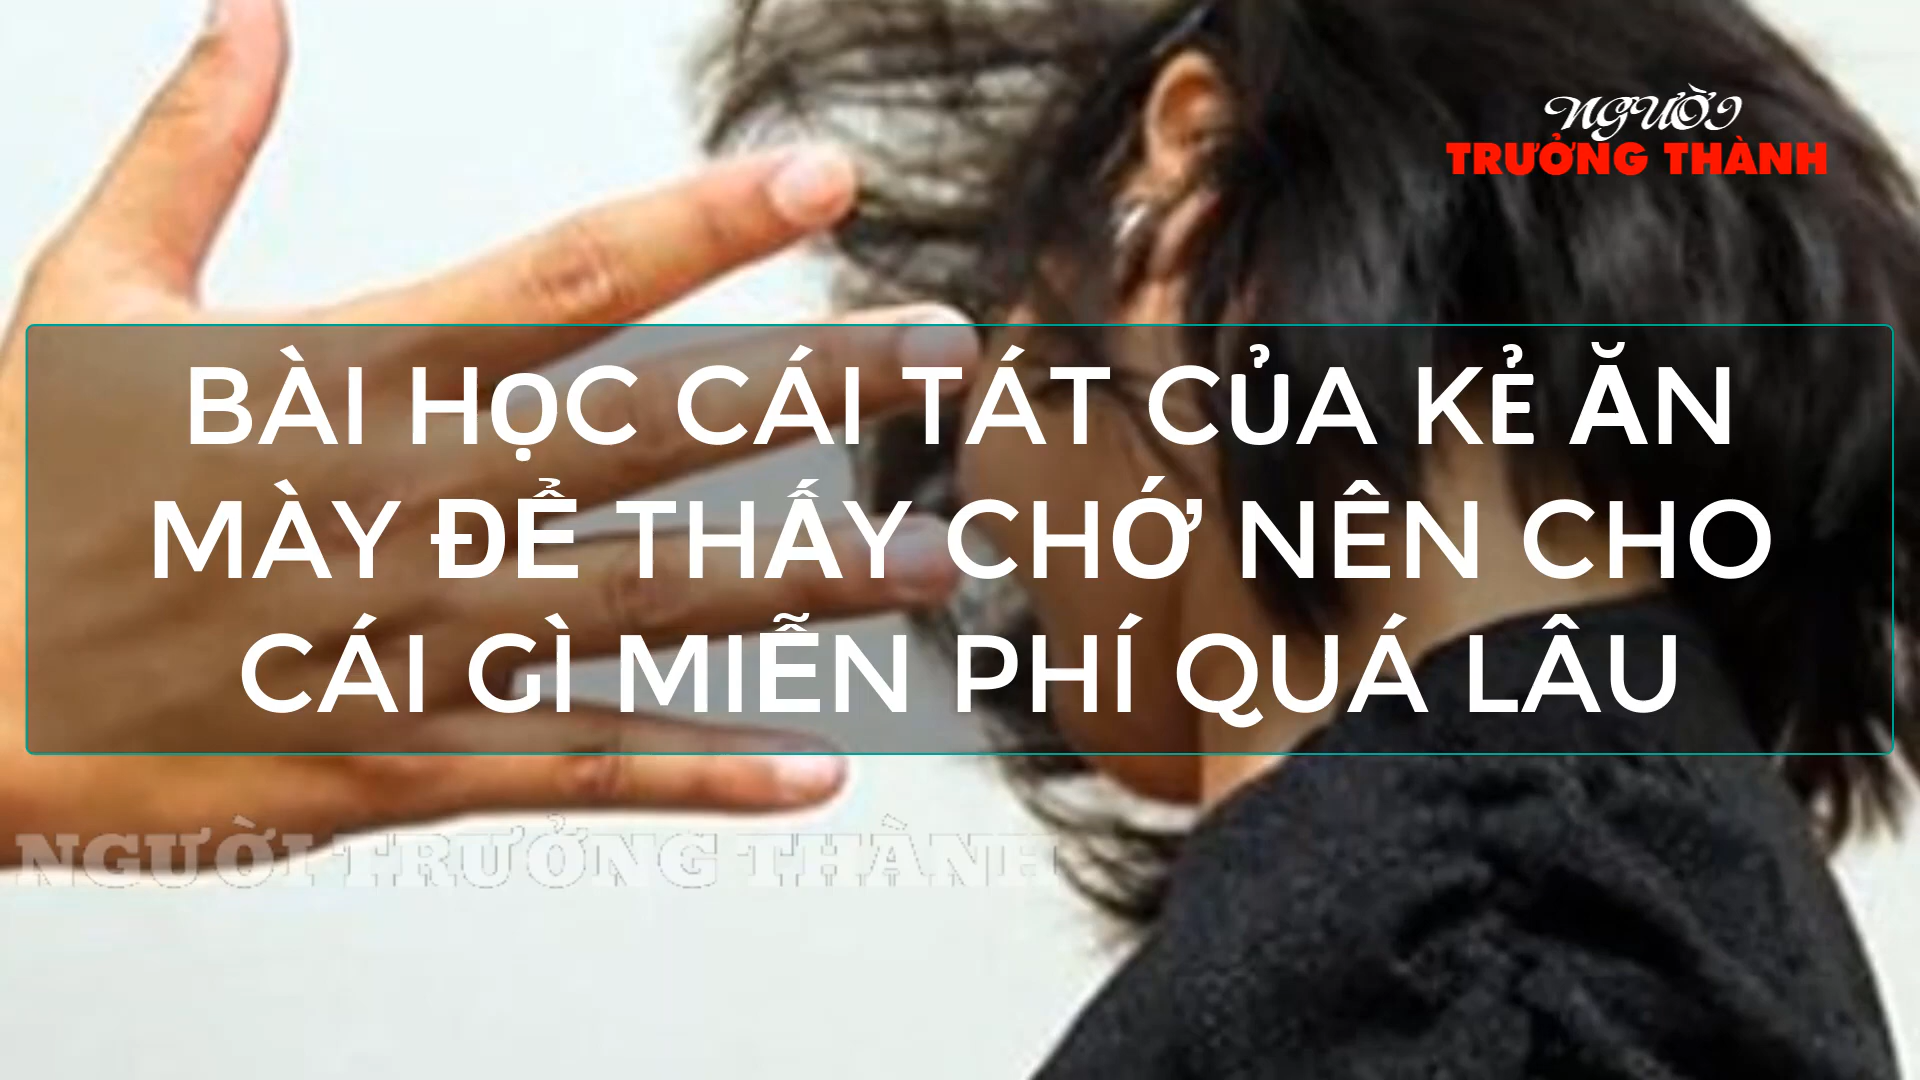 NGƯỜI
TRƯỞNG THÀNH
BÀI HỌC CÁI TÁT CỦA KẺ ĂN
MÀY ĐỂ THẤY CHỚ NÊN CHO
CÁI GÌ MIỄN PHÍ QUÁ LÂU
NGƯỜI TRƯỞNG THÀNH